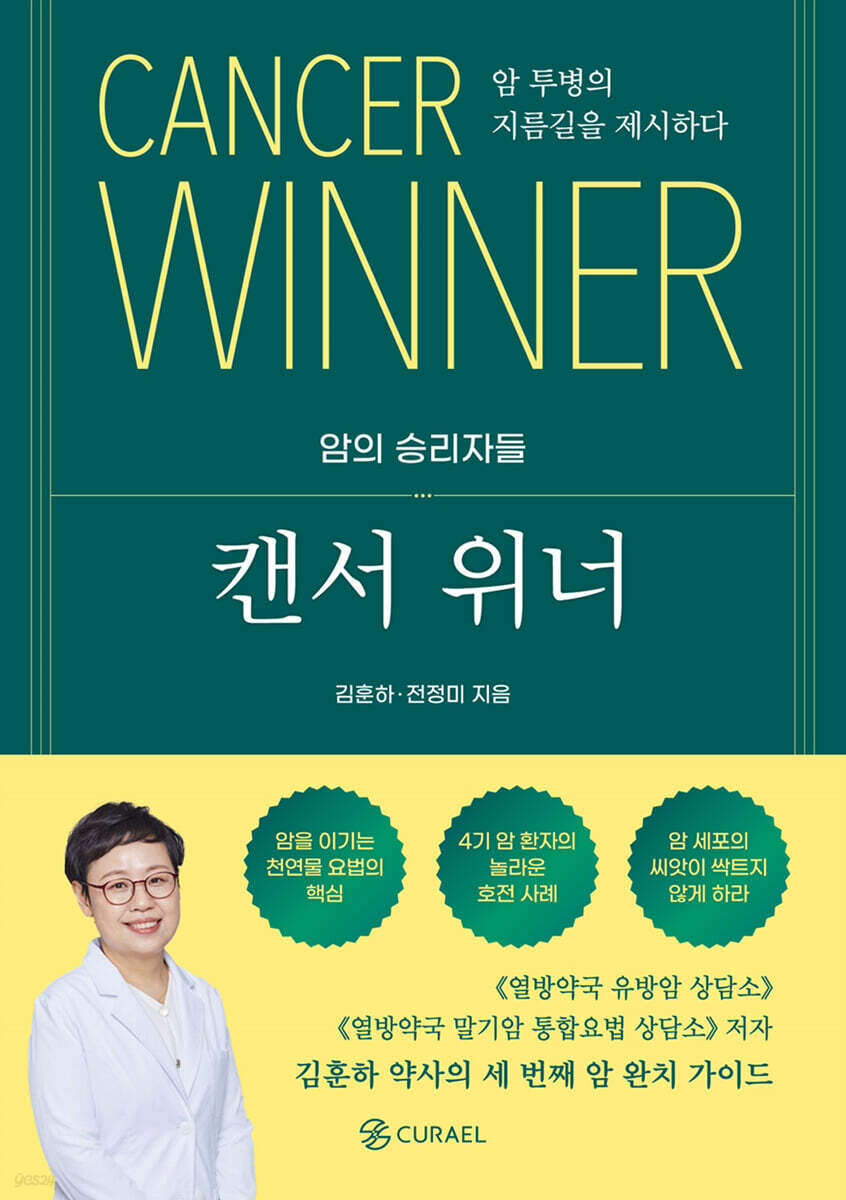 CANCER
암 투병의
지름길을 제시하다
WINNER
암의 승리자들
캔서 위너
김훈하·전정미 지음
암을 이기는
천연물 요법의
핵심
4기 암 환자의
놀라운
호전 사례
암 세포의
씨앗이 싹트지
않게 하라
《열방약국 유방암 상담소》
《열방약국 말기암 통합요법 상담소》 저자
김훈하 약사의 세 번째 암 완치 가이드
CURAEL
yes24